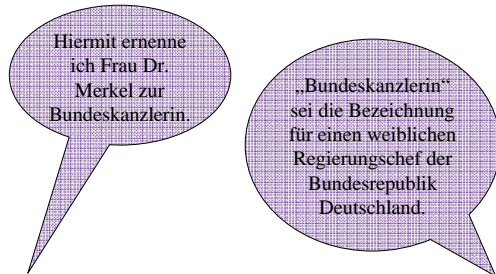 Hiermit ernenne
ich Frau Dr.
Merkel zur
Bundeskanzlerin.
„Bundeskanzlerin“
sei die Bezeichnung
für einen weiblichen
Regierungschef der
Bundesrepublik
Deutschland.